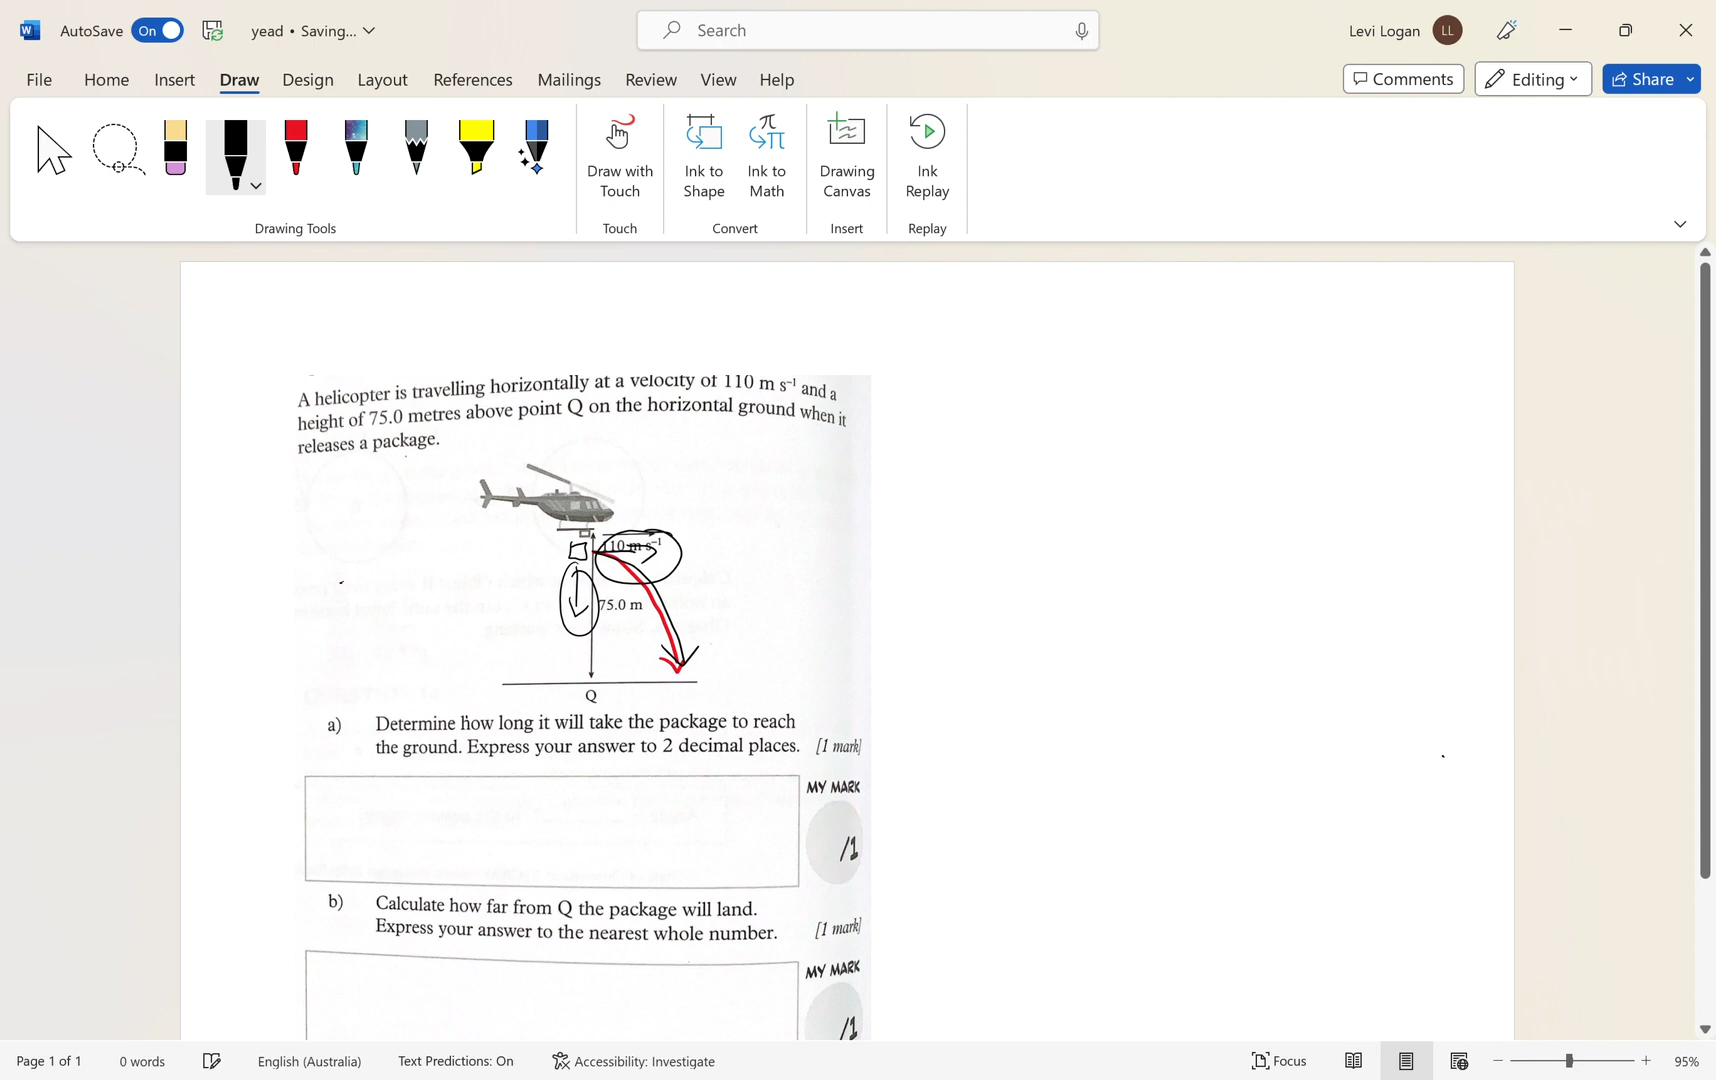 AutoSave On yead • Saving... Search Levi Logan LL
File Home Insert Draw Design Layout References Mailings Review View Help Comments Editing Share
Draw with Touch
Ink to Shape
Ink to Math
Drawing Canvas
Ink Replay
Drawing Tools Touch Convert Insert Replay
A helicopter is travelling horizontally at a velocity of 110 m s⁻¹ and a
height of 75.0 metres above point Q on the horizontal ground when it
releases a package.
110 m s⁻¹
75.0 m
Q
a) Determine how long it will take the package to reach
the ground. Express your answer to 2 decimal places. [1 mark]
MY MARK
/1
b) Calculate how far from Q the package will land.
Express your answer to the nearest whole number. [1 mark]
MY MARK
/1
Page 1 of 1 0 words English (Australia) Text Predictions: On Accessibility: Investigate Focus 95%